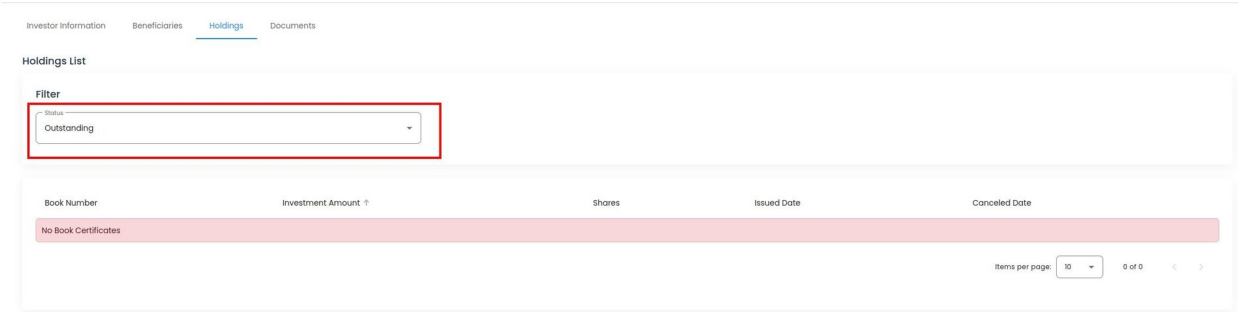 Investor Information Beneficiaries Holdings Documents
Holdings List
Filter
Status
Outstanding
Book Number Investment Amount ↑ Shares Issued Date Canceled Date
No Book Certificates
Items per page: 10 0 of 0